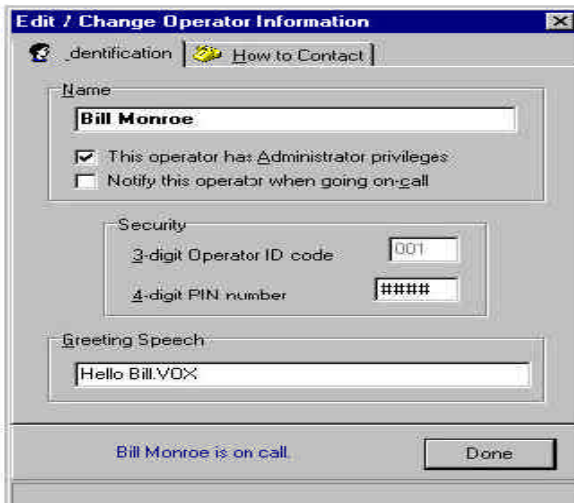 Edit / Change Operator Information
_dentification How to Contact
Name
Bill Monroe
This operator has Administrator privileges
Notify this operator when going on-call
Security
3-digit Operator ID code 001
4-digit PIN number ####
Greeting Speech
Hello Bill.VOX
Bill Monroe is on call. Done